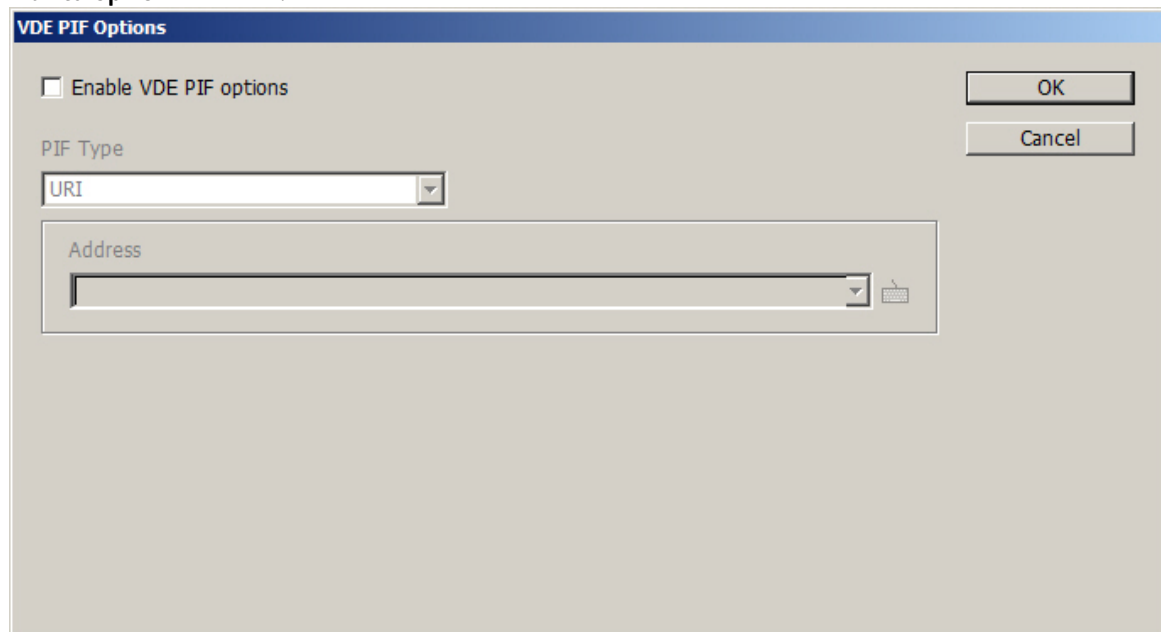 VDE PIF Options
Enable VDE PIF options
OK
Cancel
PIF Type
URI
Address